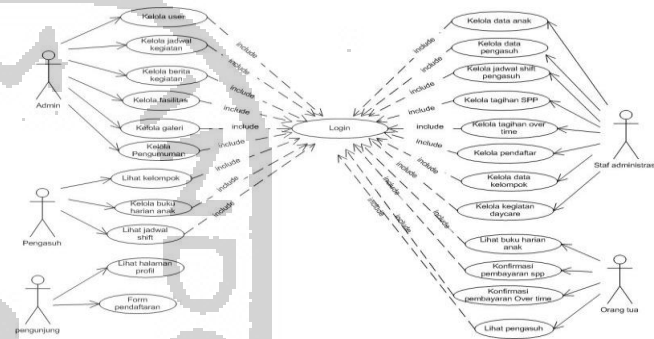 Kelola user
include
Kelola jadwal
kegiatan
include
Kelola berita
kegiatan
include
Kelola fasilitas
include
Kelola galeri
include
Kelola
Pengumuman
include
Admin
Lihat kelompok
include
Kelola buku
harian anak
include
Lihat jadwal
shift
include
Pengasuh
Lihat halaman
profil
Form
pendaftaran
pengunjung
Login
Kelola data anak
include
Kelola data
pengasuh
include
Kelola jadwal shift
pengasuh
include
Kelola tagihan SPP
include
Kelola tagihan over
time
include
Kelola pendaftar
include
Kelola data
kelompok
include
Kelola kegiatan
daycare
include
Staf administras
Lihat buku harian
anak
include
Konfirmasi
pembayaran spp
include
Konfirmasi
pembayaran Over time
include
Lihat pengasuh
include
Orang tua